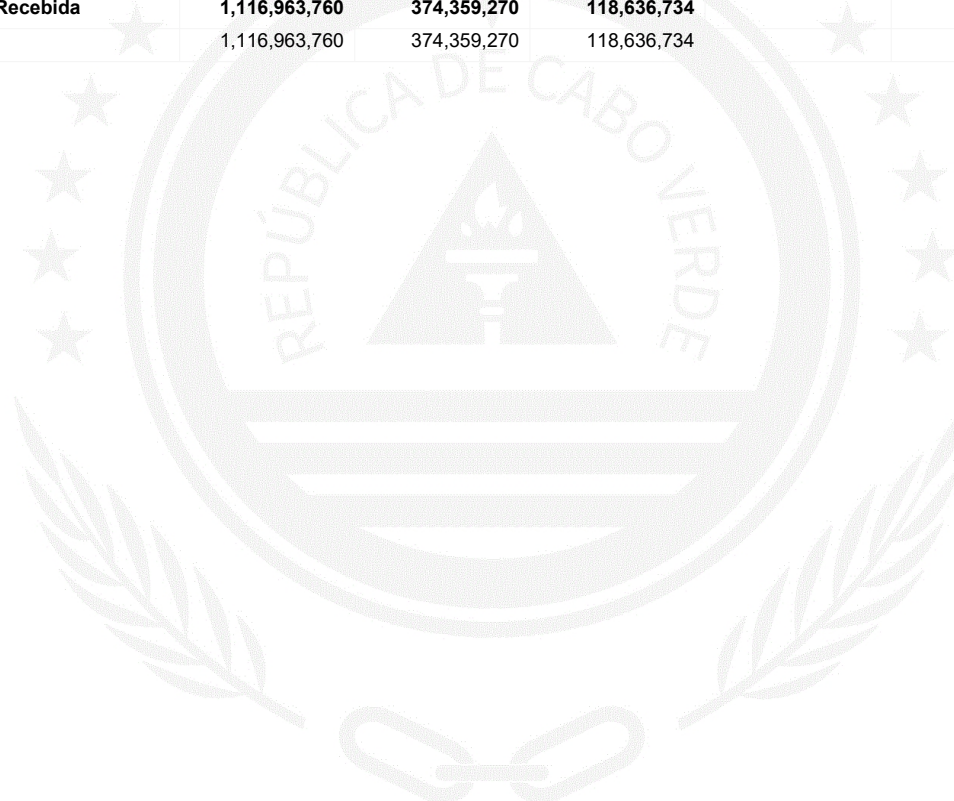 Recebida 1,116,963,760 374,359,270 118,636,734
1,116,963,760 374,359,270 118,636,734
REPÚBLICA DE CABO VERDE